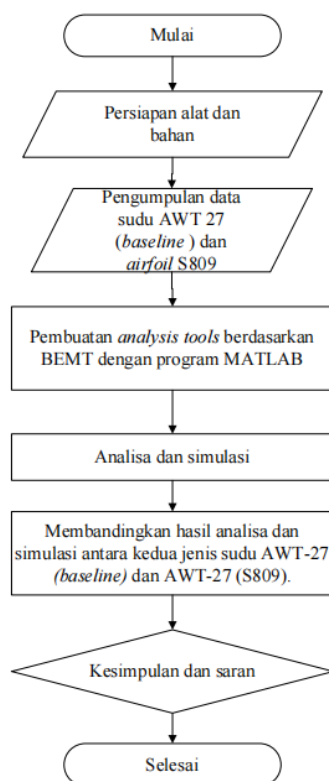 Mulai
Persiapan alat dan
bahan
Pengumpulan data
sudu AWT 27
(baseline ) dan
airfoil S809
Pembuatan analysis tools berdasarkan
BEMT dengan program MATLAB
Analisa dan simulasi
Membandingkan hasil analisa dan
simulasi antara kedua jenis sudu AWT-27
(baseline) dan AWT-27 (S809).
Kesimpulan dan saran
Selesai